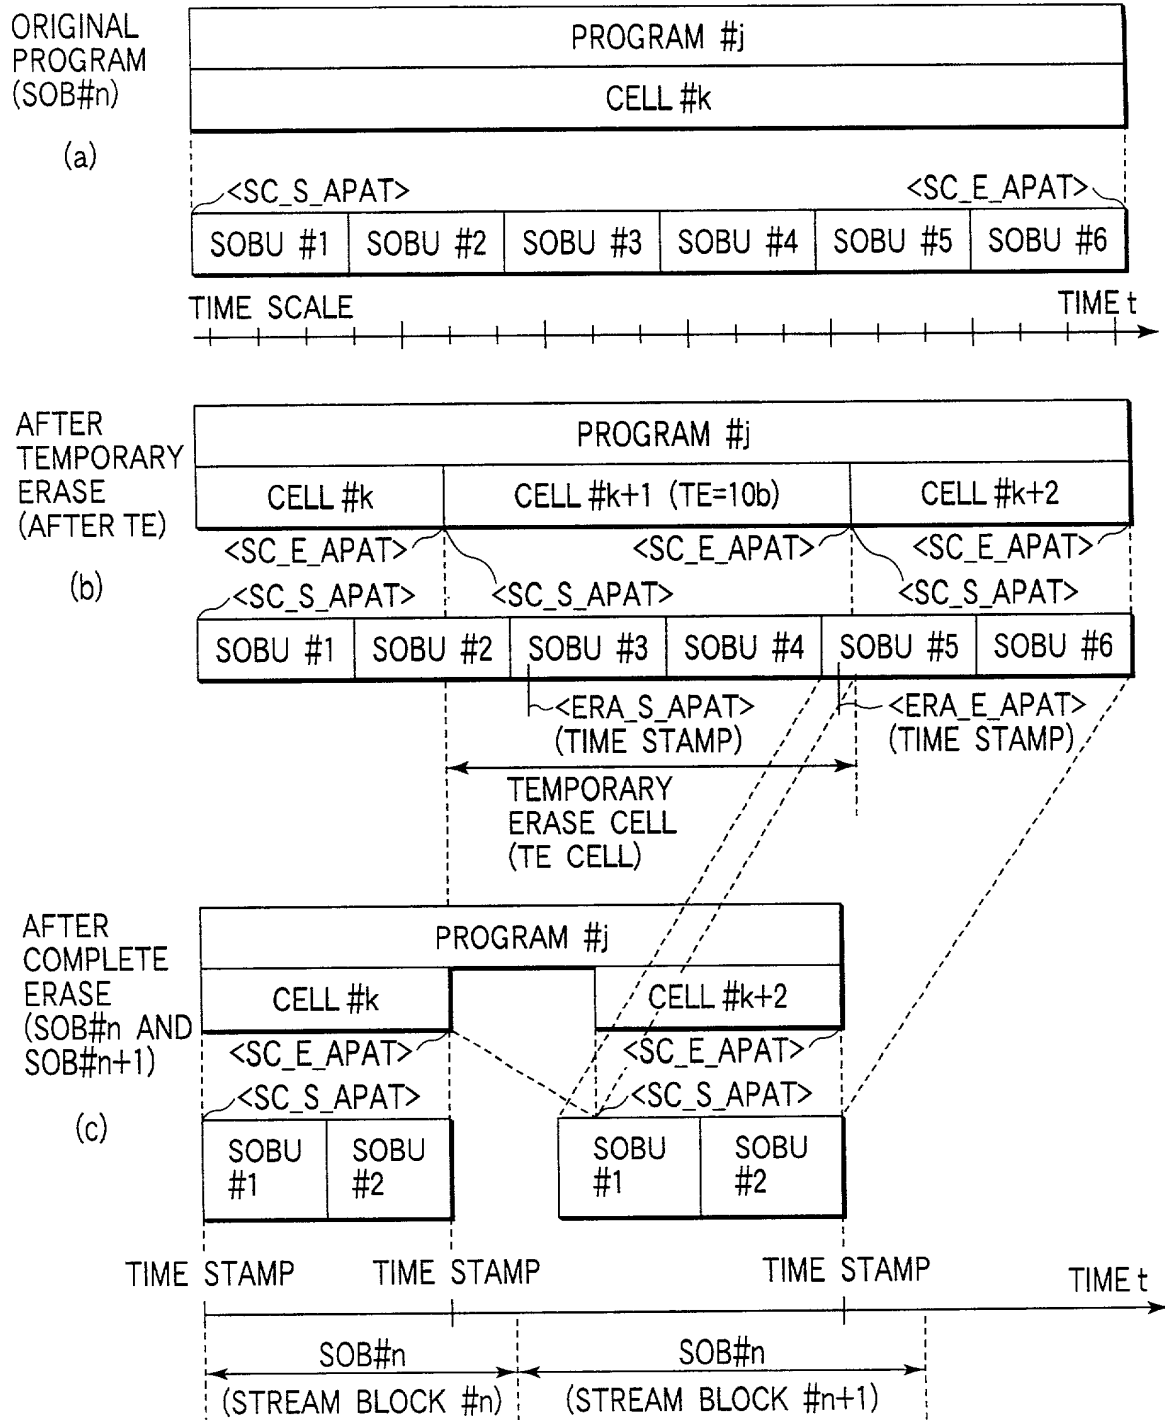 ORIGINAL
PROGRAM
(SOB#n)
(a)
PROGRAM #j
CELL #k
<SC_S_APAT>
<SC_E_APAT>
SOBU #1
SOBU #2
SOBU #3
SOBU #4
SOBU #5
SOBU #6
TIME SCALE
TIME t
AFTER
TEMPORARY
ERASE
(AFTER TE)
(b)
PROGRAM #j
CELL #k
CELL #k+1 (TE=10b)
CELL #k+2
<SC_E_APAT>
<SC_E_APAT>
<SC_E_APAT>
<SC_S_APAT>
<SC_S_APAT>
<SC_S_APAT>
SOBU #1
SOBU #2
SOBU #3
SOBU #4
SOBU #5
SOBU #6
<ERA_S_APAT>
(TIME STAMP)
<ERA_E_APAT>
(TIME STAMP)
TEMPORARY
ERASE CELL
(TE CELL)
AFTER
COMPLETE
ERASE
(SOB#n AND
SOB#n+1)
(c)
PROGRAM #j
CELL #k
CELL #k+2
<SC_E_APAT>
<SC_E_APAT>
<SC_S_APAT>
<SC_S_APAT>
SOBU
#1
SOBU
#2
SOBU
#1
SOBU
#2
TIME STAMP
TIME STAMP
TIME STAMP
TIME t
SOB#n
(STREAM BLOCK #n)
SOB#n
(STREAM BLOCK #n+1)